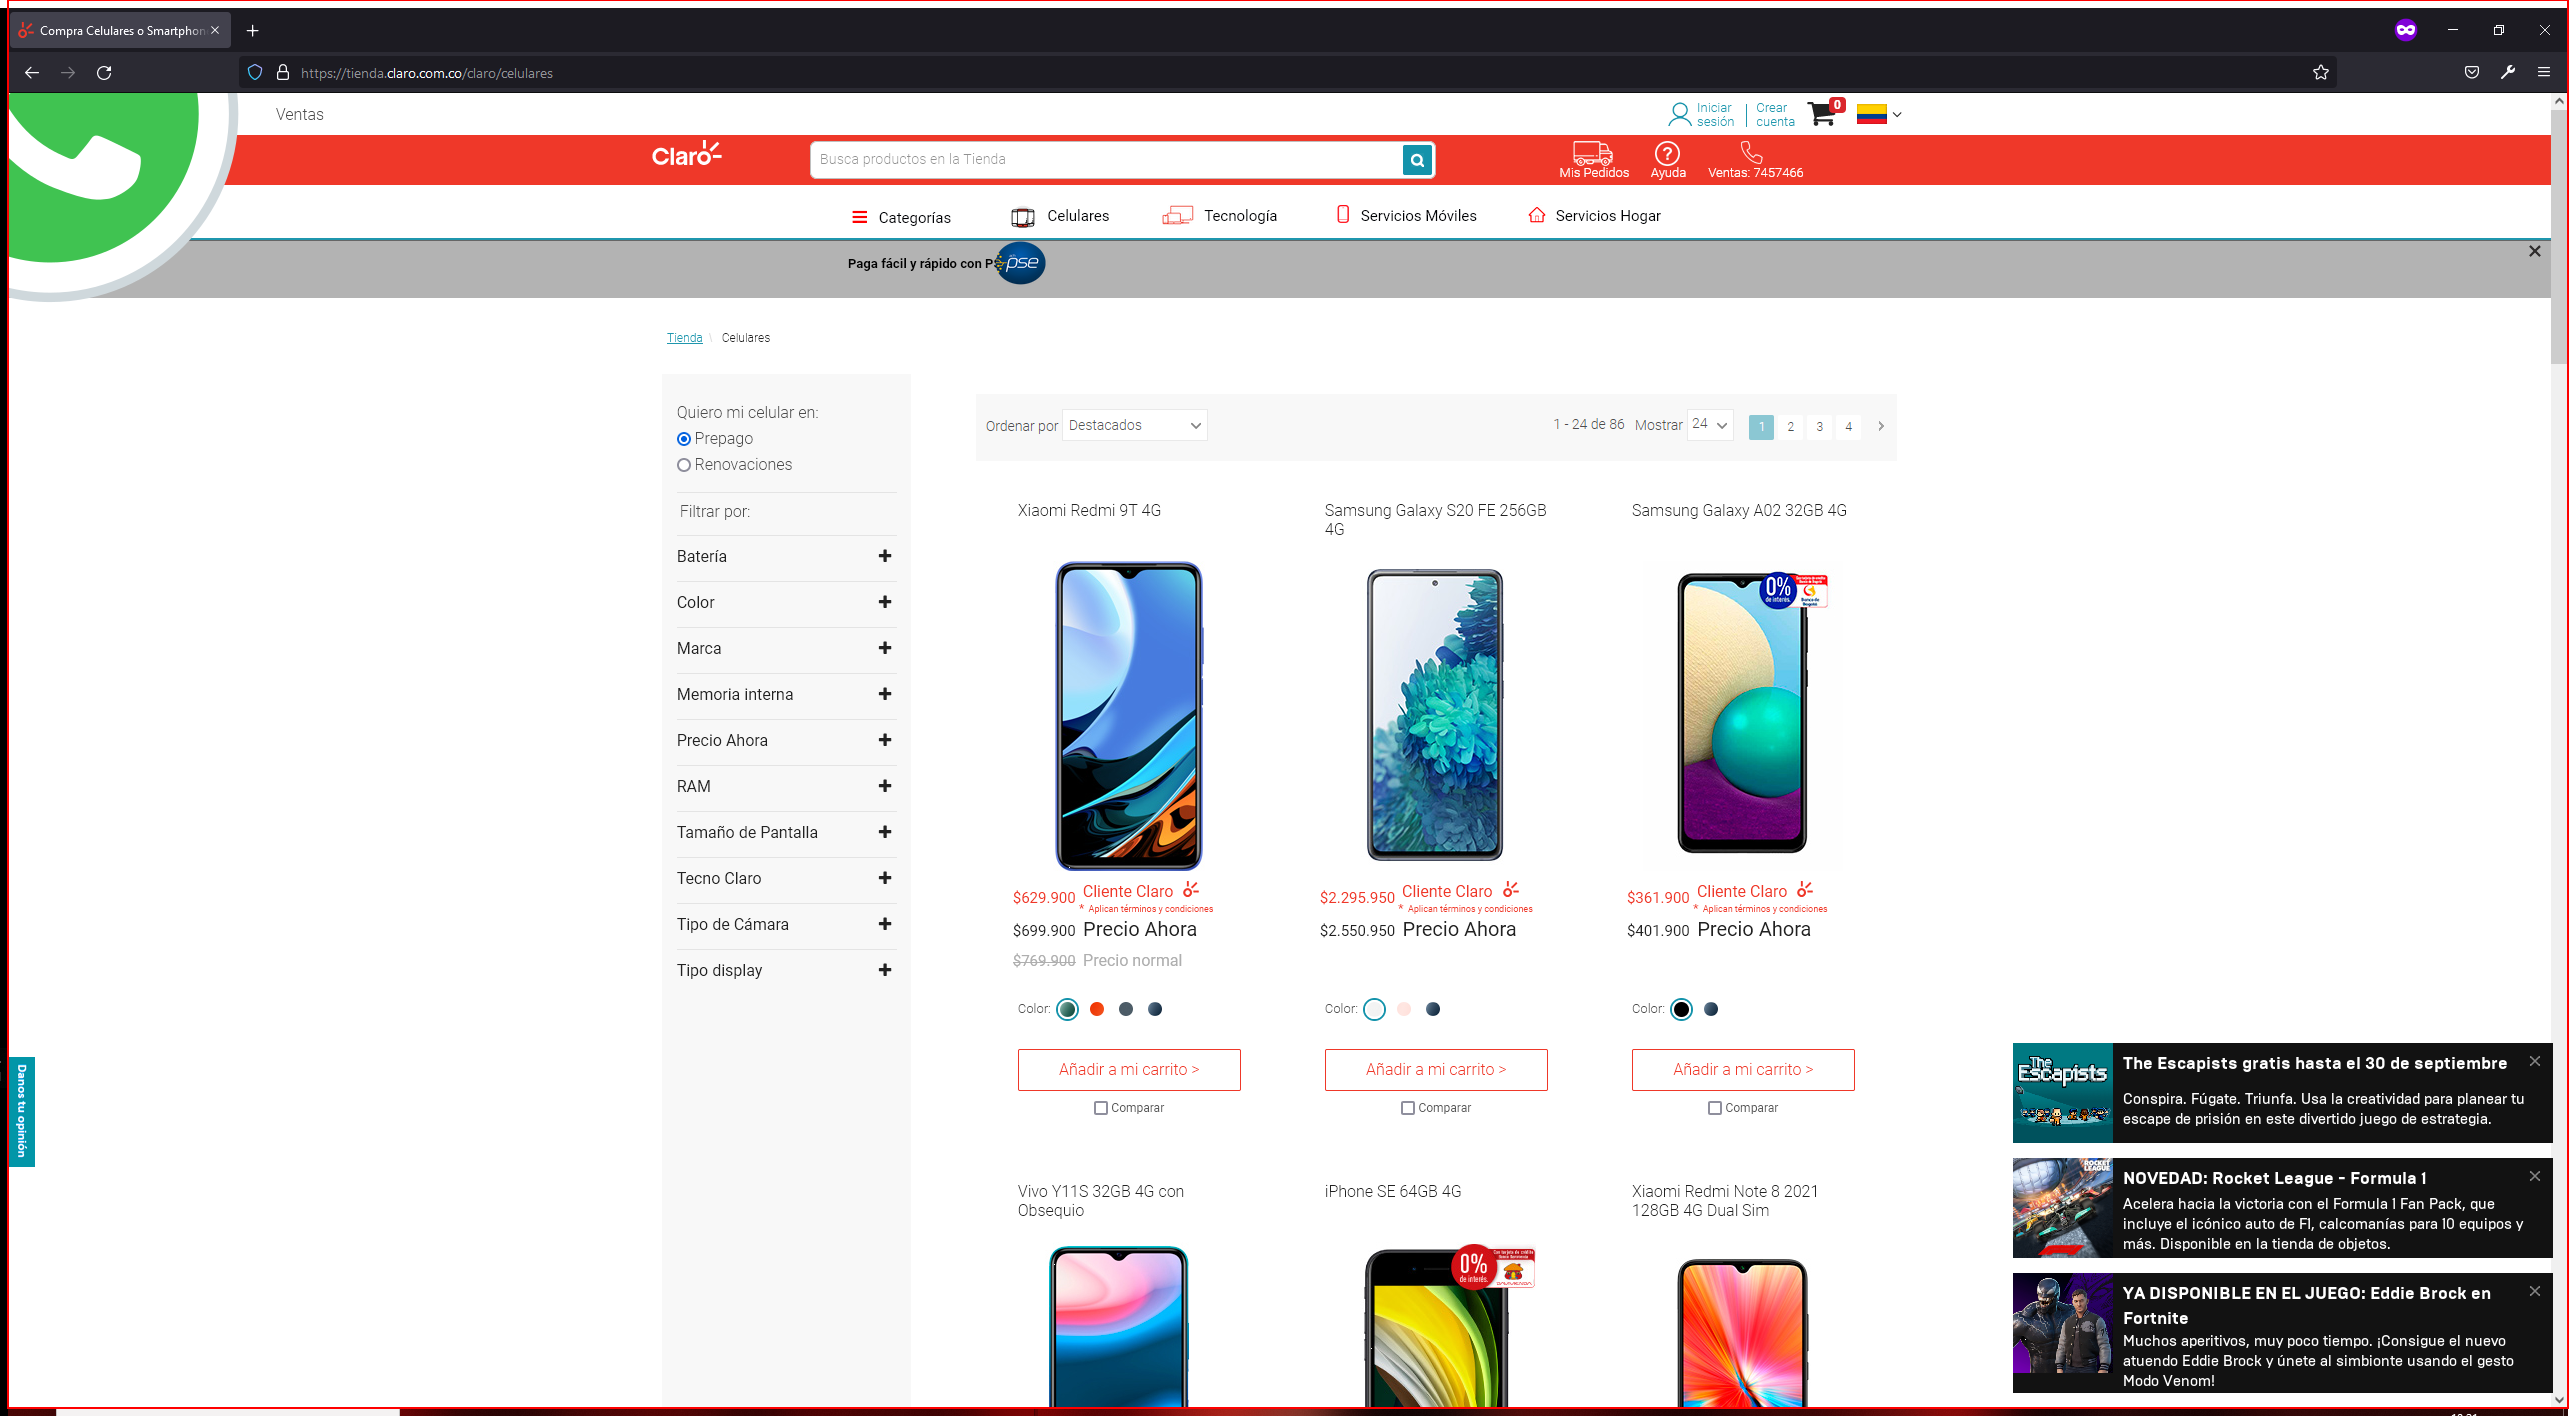 Compra Celulares o Smartphon
https://tienda.claro.com.co/claro/celulares
Ventas
Iniciar sesión
Crear cuenta
0
Claro
Busca productos en la Tienda
Mis Pedidos
Ayuda
Ventas: 7457466
Categorías
Celulares
Tecnología
Servicios Móviles
Servicios Hogar
Paga fácil y rápido con P
pse
Tienda \ Celulares
Quiero mi celular en:
Prepago
Renovaciones
Filtrar por:
Batería
Color
Marca
Memoria interna
Precio Ahora
RAM
Tamaño de Pantalla
Tecno Claro
Tipo de Cámara
Tipo display
Ordenar por Destacados
1 - 24 de 86 Mostrar 24
1 2 3 4 >
Xiaomi Redmi 9T 4G
$629.900 Cliente Claro
* Aplican términos y condiciones
$699.900 Precio Ahora
$769.900 Precio normal
Color:
Añadir a mi carrito >
Comparar
Samsung Galaxy S20 FE 256GB
4G
$2.295.950 Cliente Claro
* Aplican términos y condiciones
$2.550.950 Precio Ahora
Color:
Añadir a mi carrito >
Comparar
Samsung Galaxy A02 32GB 4G
0%
de interés.
Banco de Bogotá
$361.900 Cliente Claro
* Aplican términos y condiciones
$401.900 Precio Ahora
Color:
Añadir a mi carrito >
Comparar
Vivo Y11S 32GB 4G con
Obsequio
iPhone SE 64GB 4G
0%
de interés.
DAVIVIENDA
Xiaomi Redmi Note 8 2021
128GB 4G Dual Sim
Danos tu opinión
The Escapists
The Escapists gratis hasta el 30 de septiembre
Conspira. Fúgate. Triunfa. Usa la creatividad para planear tu
escape de prisión en este divertido juego de estrategia.
ROCKET LEAGUE
NOVEDAD: Rocket League - Formula 1
Acelera hacia la victoria con el Formula 1 Fan Pack, que
incluye el icónico auto de F1, calcomanías para 10 equipos y
más. Disponible en la tienda de objetos.
YA DISPONIBLE EN EL JUEGO: Eddie Brock en
Fortnite
Muchos aperitivos, muy poco tiempo. ¡Consigue el nuevo
atuendo Eddie Brock y únete al simbionte usando el gesto
Modo Venom!